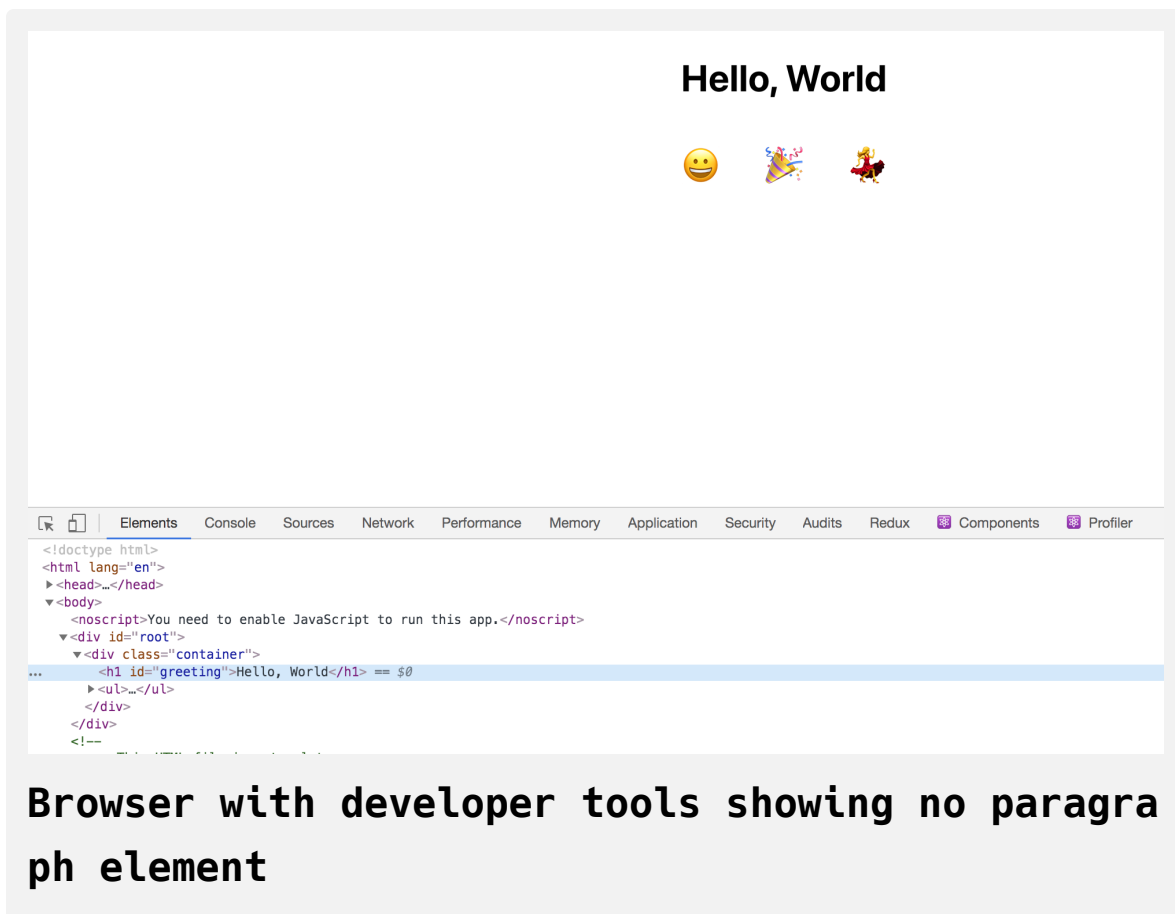 Hello, World
😀 🎉 💃
Elements Console Sources Network Performance Memory Application Security Audits Redux Components Profiler
<!doctype html>
<html lang="en">
<head>…</head>
<body>
<noscript>You need to enable JavaScript to run this app.</noscript>
<div id="root">
<div class="container">
... <h1 id="greeting">Hello, World</h1> == $0
<ul>…</ul>
</div>
</div>
<!--
Browser with developer tools showing no paragra
ph element